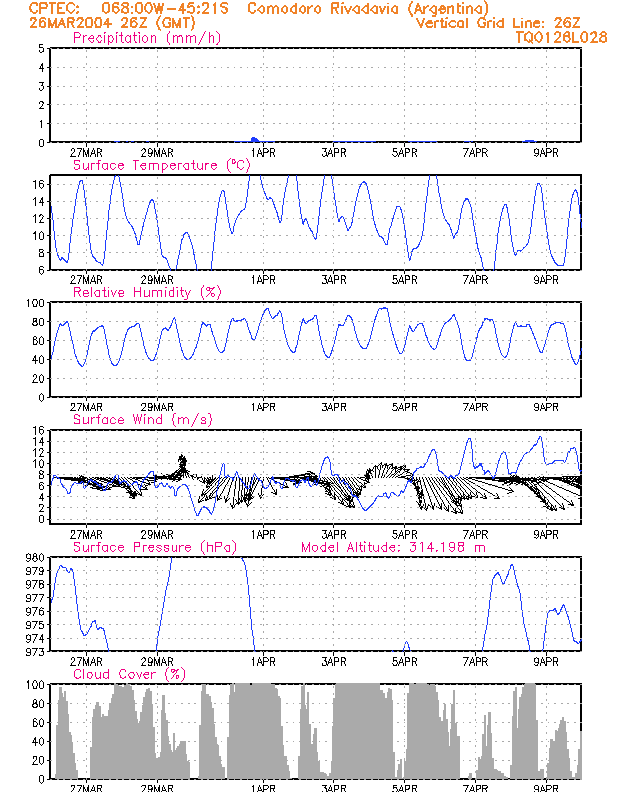 CPTEC: 068:00W-45:21S Comodoro Rivadavia (Argentina)
26MAR2004 26Z (GMT) Vertical Grid Line: 26Z
Precipitation (mm/h) TQ0126L028
5
4
3
2
1
0
27MAR 29MAR 1APR 3APR 5APR 7APR 9APR
Surface Temperature (°C)
16
14
12
10
8
6
27MAR 29MAR 1APR 3APR 5APR 7APR 9APR
Relative Humidity (%)
100
80
60
40
20
0
27MAR 29MAR 1APR 3APR 5APR 7APR 9APR
Surface Wind (m/s)
16
14
12
10
8
6
4
2
0
27MAR 29MAR 1APR 3APR 5APR 7APR 9APR
Surface Pressure (hPa) Model Altitude: 314.198 m
980
979
978
977
976
975
974
973
27MAR 29MAR 1APR 3APR 5APR 7APR 9APR
Cloud Cover (%)
100
80
60
40
20
0
27MAR 29MAR 1APR 3APR 5APR 7APR 9APR